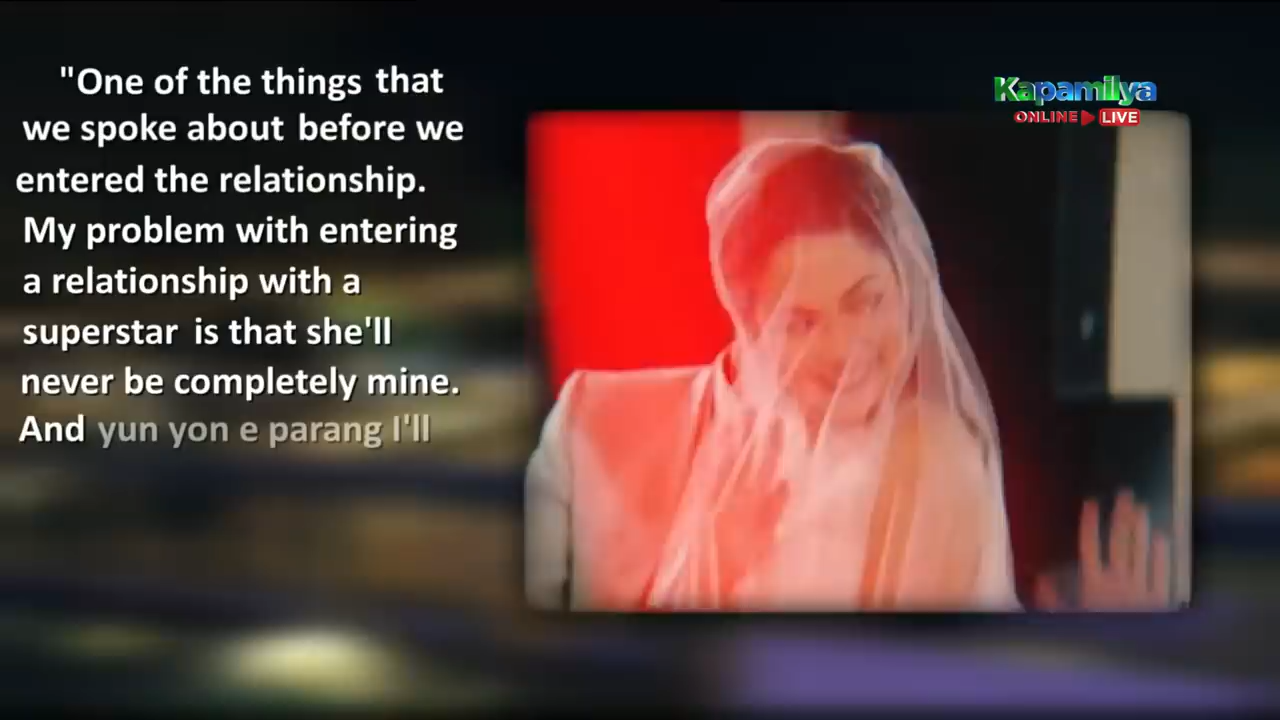 "One of the things that
we spoke about before we
entered the relationship.
My problem with entering
a relationship with a
superstar is that she'll
never be completely mine.
And yun yon e parang I'll
Kapamilya
ONLINE LIVE